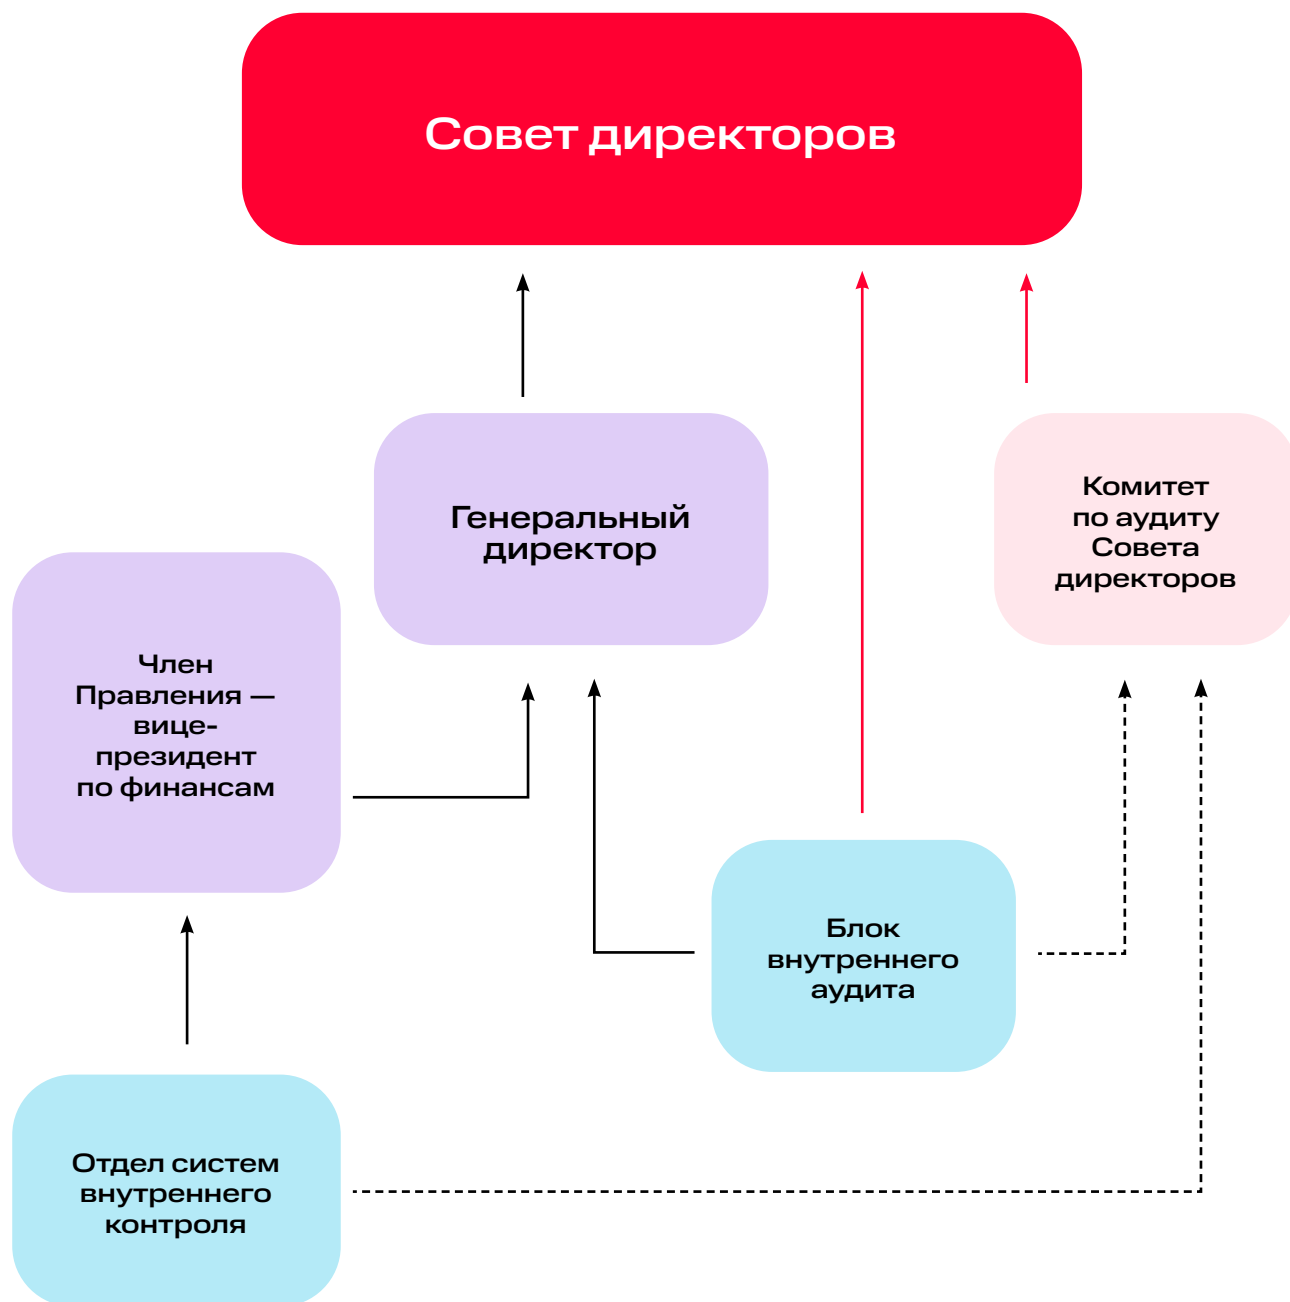 Совет директоров
Генеральный
директор
Комитет
по аудиту
Совета
директоров
Член
Правления —
вице-
президент
по финансам
Блок
внутреннего
аудита
Отдел систем
внутреннего
контроля